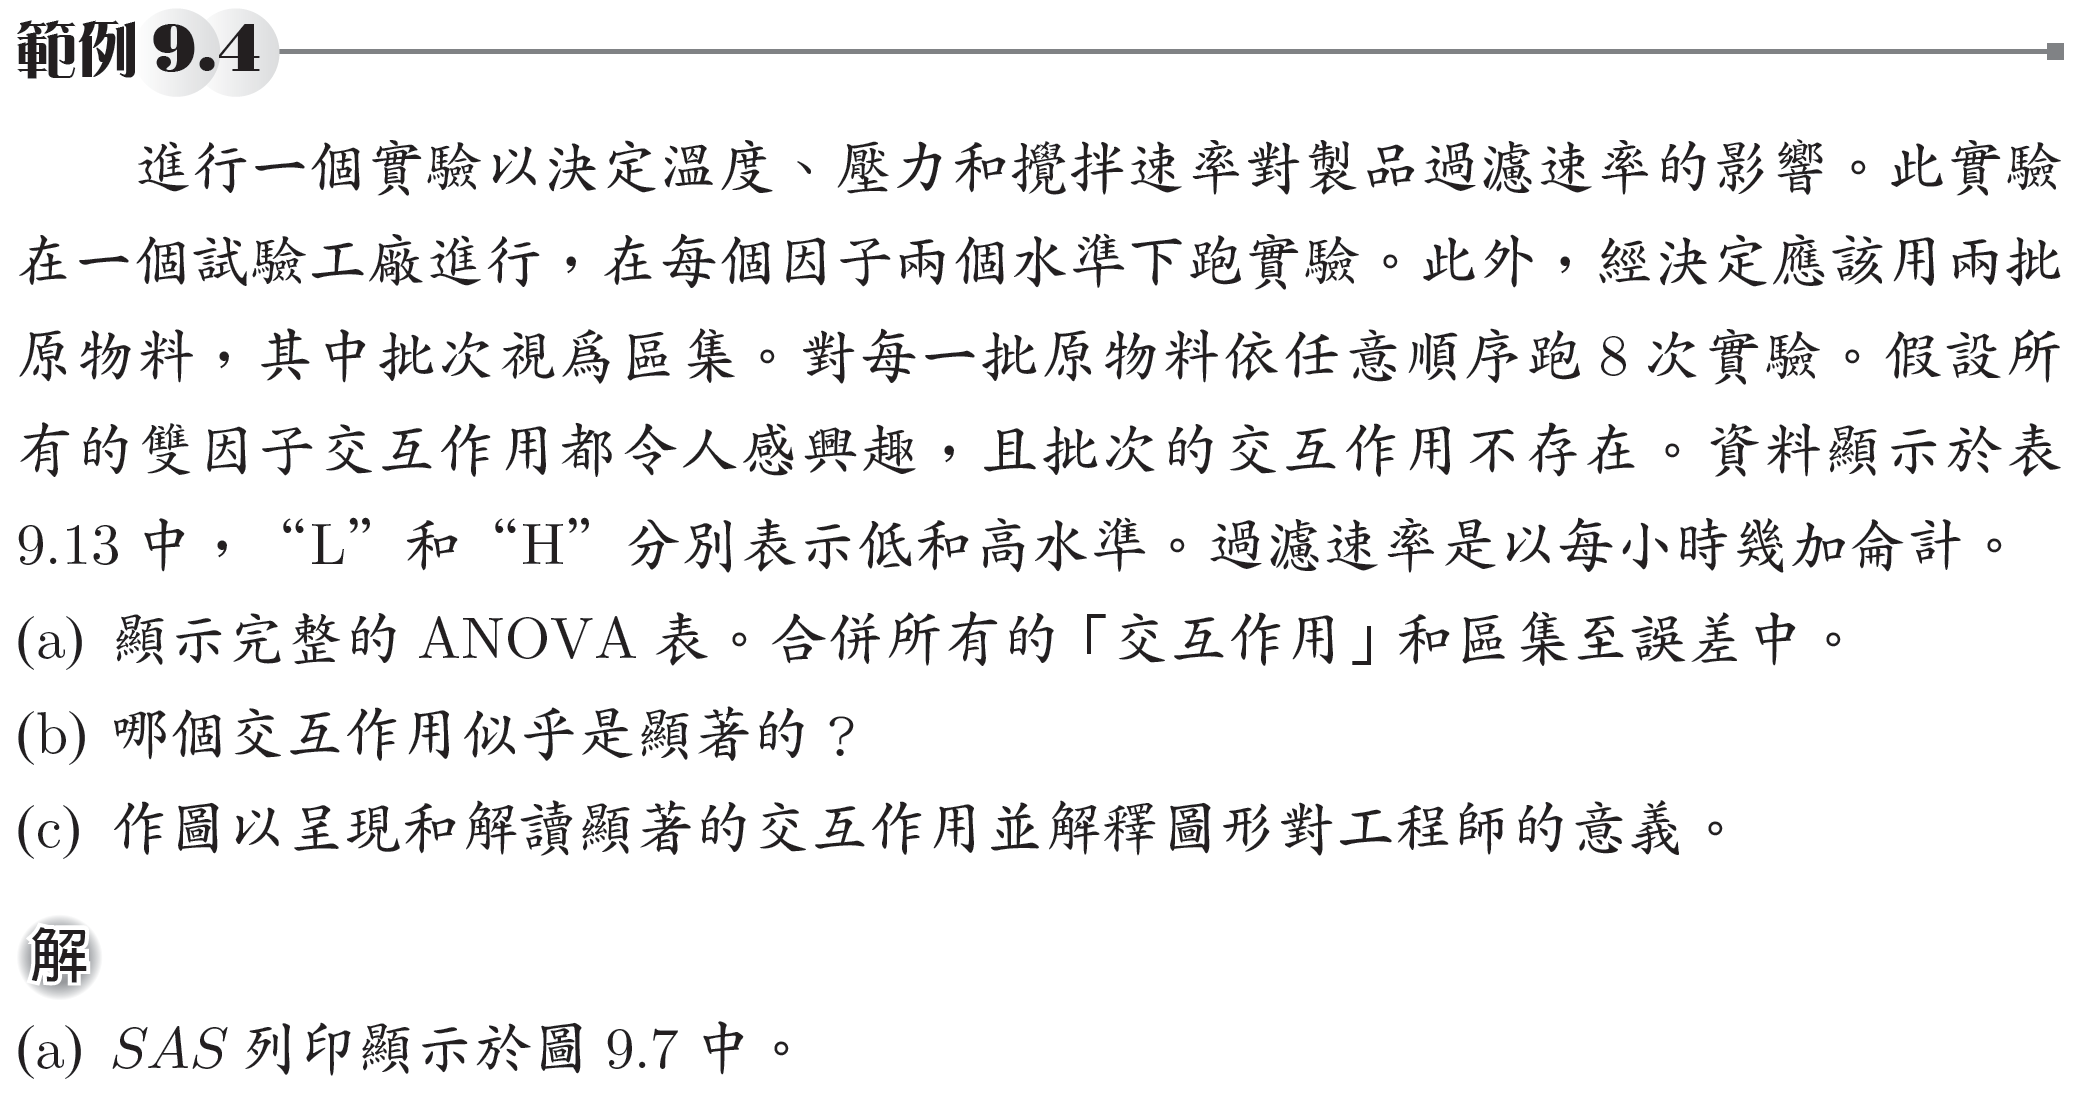 範例 9.4
進行一個實驗以決定溫度、壓力和攪拌速率對製品過濾速率的影響。此實驗
在一個試驗工廠進行，在每個因子兩個水準下跑實驗。此外，經決定應該用兩批
原物料，其中批次視為區集。對每一批原物料依任意順序跑 8 次實驗。假設所
有的雙因子交互作用都令人感興趣，且批次的交互作用不存在。資料顯示於表
9.13 中，“L” 和 “H” 分別表示低和高水準。過濾速率是以每小時幾加侖計。
(a) 顯示完整的 ANOVA 表。合併所有的「交互作用」和區集至誤差中。
(b) 哪個交互作用似乎是顯著的？
(c) 作圖以呈現和解讀顯著的交互作用並解釋圖形對工程師的意義。
解
(a) SAS 列印顯示於圖 9.7 中。